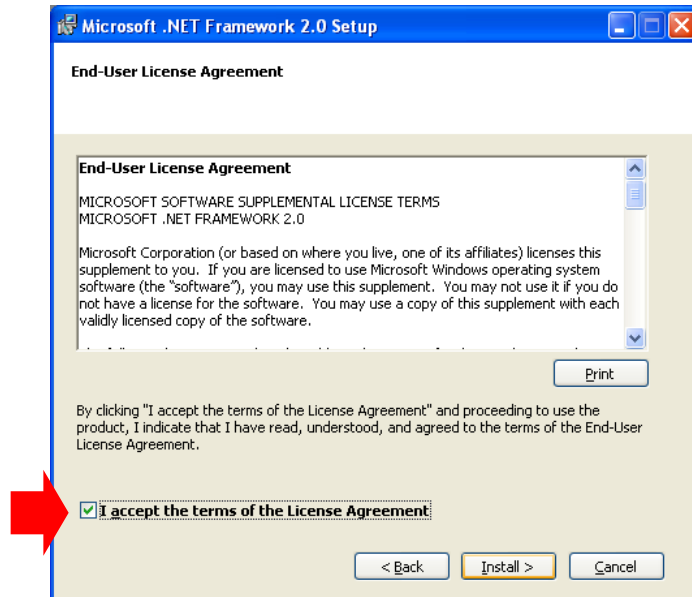 Microsoft .NET Framework 2.0 Setup
End-User License Agreement
End-User License Agreement
MICROSOFT SOFTWARE SUPPLEMENTAL LICENSE TERMS
MICROSOFT .NET FRAMEWORK 2.0
Microsoft Corporation (or based on where you live, one of its affiliates) licenses this
supplement to you.  If you are licensed to use Microsoft Windows operating system
software (the “software”), you may use this supplement.  You may not use it if you do
not have a license for the software.  You may use a copy of this supplement with each
validly licensed copy of the software.
Print
By clicking "I accept the terms of the License Agreement" and proceeding to use the
product, I indicate that I have read, understood, and agreed to the terms of the End-User
License Agreement.
I accept the terms of the License Agreement
< Back
Install >
Cancel